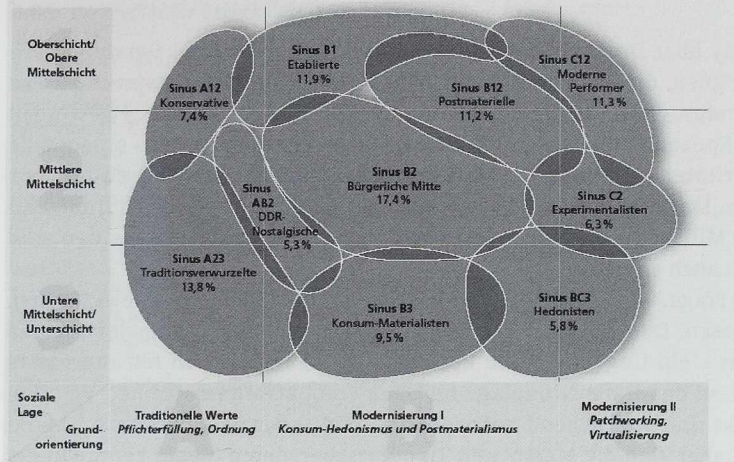 Oberschicht/
Obere
Mittelschicht
Sinus A12
Konservative
7,4%
Sinus B1
Etablierte
11,9%
Sinus B12
Postmaterielle
11,2%
Sinus C12
Moderne
Performer
11,3%
Mittlere
Mittelschicht
Sinus
AB2
DDR-
Nostalgische
5,3%
Sinus B2
Bürgerliche Mitte
17,4%
Sinus C2
Experimentalisten
6,3%
Untere
Mittelschicht/
Unterschicht
Sinus A23
Traditionsverwurzelte
13,8%
Sinus B3
Konsum-Materialisten
9,5%
Sinus BC3
Hedonisten
5,8%
Soziale
Lage
Grund-
orientierung
Traditionelle Werte
Pflichterfüllung, Ordnung
Modernisierung I
Konsum-Hedonismus und Postmaterialismus
Modernisierung II
Patchworking,
Virtualisierung